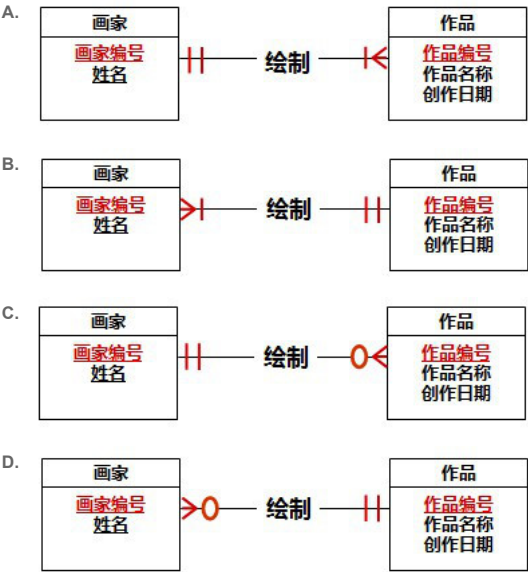 A.
画家
画家编号
姓名
绘制
作品
作品编号
作品名称
创作日期
B.
画家
画家编号
姓名
绘制
作品
作品编号
作品名称
创作日期
C.
画家
画家编号
姓名
绘制
作品
作品编号
作品名称
创作日期
D.
画家
画家编号
姓名
绘制
作品
作品编号
作品名称
创作日期